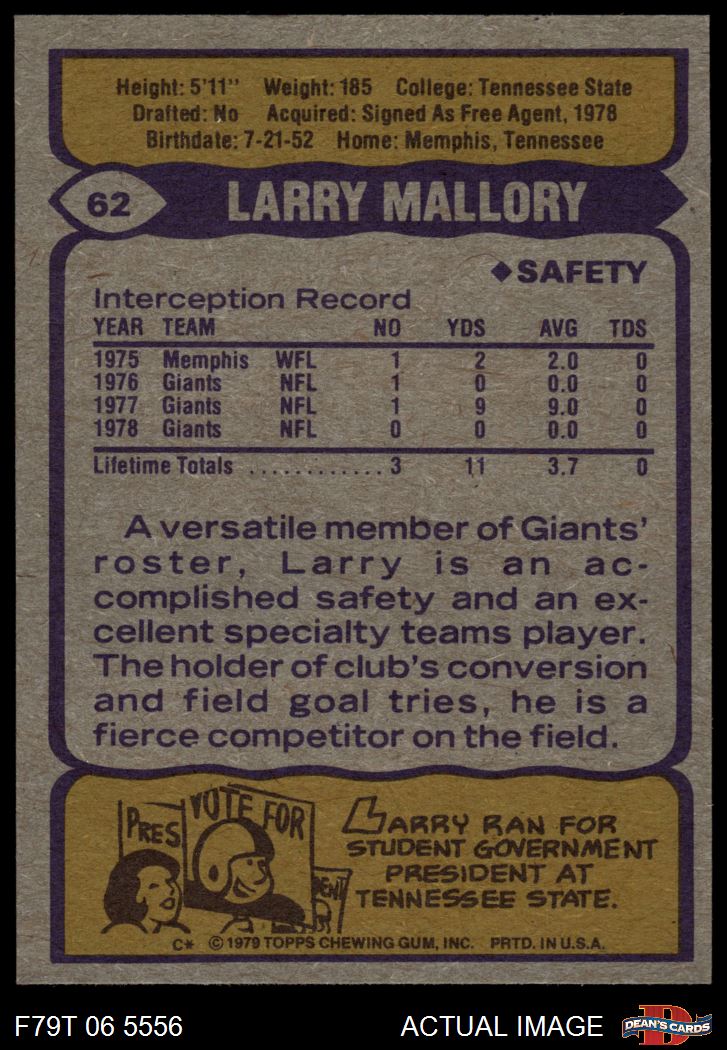 Height: 5'11" Weight: 185 College: Tennessee State
Drafted: No Acquired: Signed As Free Agent, 1978
Birthdate: 7-21-52 Home: Memphis, Tennessee
62 LARRY MALLORY
◆SAFETY
Interception Record
YEAR TEAM NO YDS AVG TDS
1975 Memphis WFL 1 2 2.0 0
1976 Giants NFL 1 0 0.0 0
1977 Giants NFL 1 9 9.0 0
1978 Giants NFL 0 0 0.0 0
Lifetime Totals ............ 3 11 3.7 0
A versatile member of Giants'
roster, Larry is an ac-
complished safety and an ex-
cellent specialty teams player.
The holder of club's conversion
and field goal tries, he is a
fierce competitor on the field.
PRES
VOTE FOR
DENT
LARRY RAN FOR
STUDENT GOVERNMENT
PRESIDENT AT
TENNESSEE STATE.
C* © 1979 TOPPS CHEWING GUM, INC. PRTD. IN U.S.A.
F79T 06 5556 ACTUAL IMAGE
D
DEAN'S CARDS